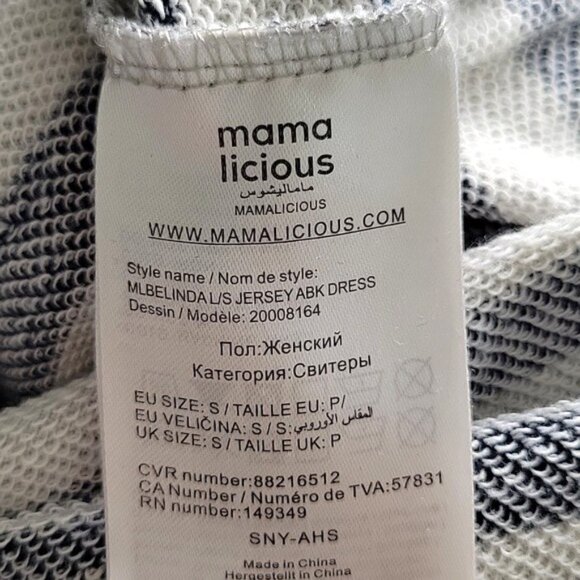 mama
licious
ماماليشوس
MAMALICIOUS
WWW.MAMALICIOUS.COM
Style name / Nom de style:
MLBELINDA L/S JERSEY ABK DRESS
Dessin / Modèle: 20008164
Пол:Женский
Категория:Свитеры
EU SIZE: S / TAILLE EU: P/
EU VELIČINA: S / S:المقاس الأوروبي
UK SIZE: S / TAILLE UK: P
CVR number:88216512
CA Number / Numéro de TVA:57831
RN number:149349
SNY-AHS
Made in China
Hergestellt in China